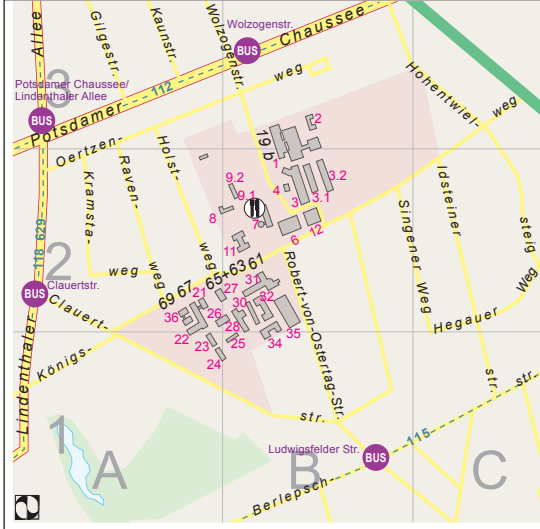 Allee
Gilgestr.
Kaunstr.
Wolzogenstr.
Wolzogenstr.
BUS
Chaussee
Potsdamer Chaussee/
Lindenthaler Allee
3
BUS
Potsdamer
112
weg
Hohentwiel-
weg
steig
Oertzen-
Kramsta-
weg
Raven-
weg
Holst-
weg
19 b
2
1
3.2
3.1
3
4
9.2
9.1
8
7
6
12
11
2
118
629
BUS
Clauertstr.
Clauert-
69
67
65+63
61
31
27
21
30
32
36
26
28
22
23
25
24
34
35
Robert-von-Ostertag-Str.
Singener Weg
Idsteiner
str.
Hegauer
Weg
Königs-
str.
Lindenthaler
1
A
B
C
Ludwigsfelder Str.
BUS
115
Berlepsch-
str.